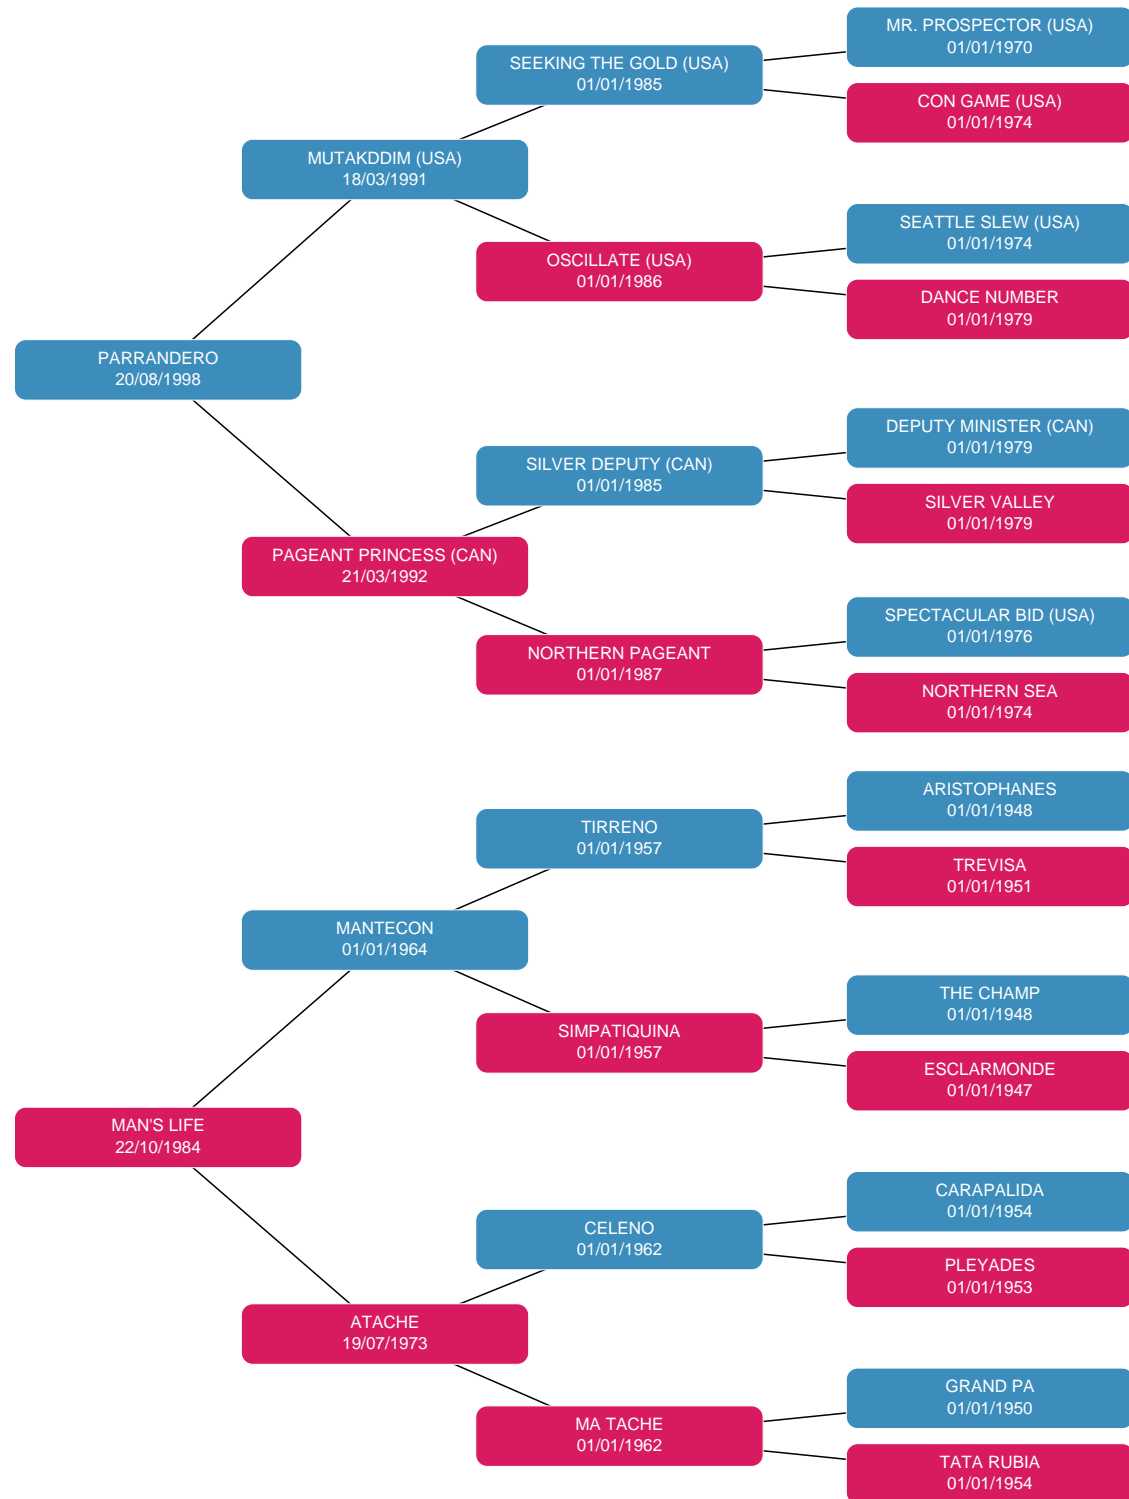 MR. PROSPECTOR (USA)
01/01/1970
SEEKING THE GOLD (USA)
01/01/1985
CON GAME (USA)
01/01/1974
MUTAKDDIM (USA)
18/03/1991
SEATTLE SLEW (USA)
01/01/1974
OSCILLATE (USA)
01/01/1986
DANCE NUMBER
01/01/1979
PARRANDERO
20/08/1998
DEPUTY MINISTER (CAN)
01/01/1979
SILVER DEPUTY (CAN)
01/01/1985
SILVER VALLEY
01/01/1979
PAGEANT PRINCESS (CAN)
21/03/1992
SPECTACULAR BID (USA)
01/01/1976
NORTHERN PAGEANT
01/01/1987
NORTHERN SEA
01/01/1974
ARISTOPHANES
01/01/1948
TIRRENO
01/01/1957
TREVISA
01/01/1951
MANTECON
01/01/1964
THE CHAMP
01/01/1948
SIMPATIQUINA
01/01/1957
ESCLARMONDE
01/01/1947
MAN'S LIFE
22/10/1984
CARAPALIDA
01/01/1954
CELENO
01/01/1962
PLEYADES
01/01/1953
ATACHE
19/07/1973
GRAND PA
01/01/1950
MA TACHE
01/01/1962
TATA RUBIA
01/01/1954